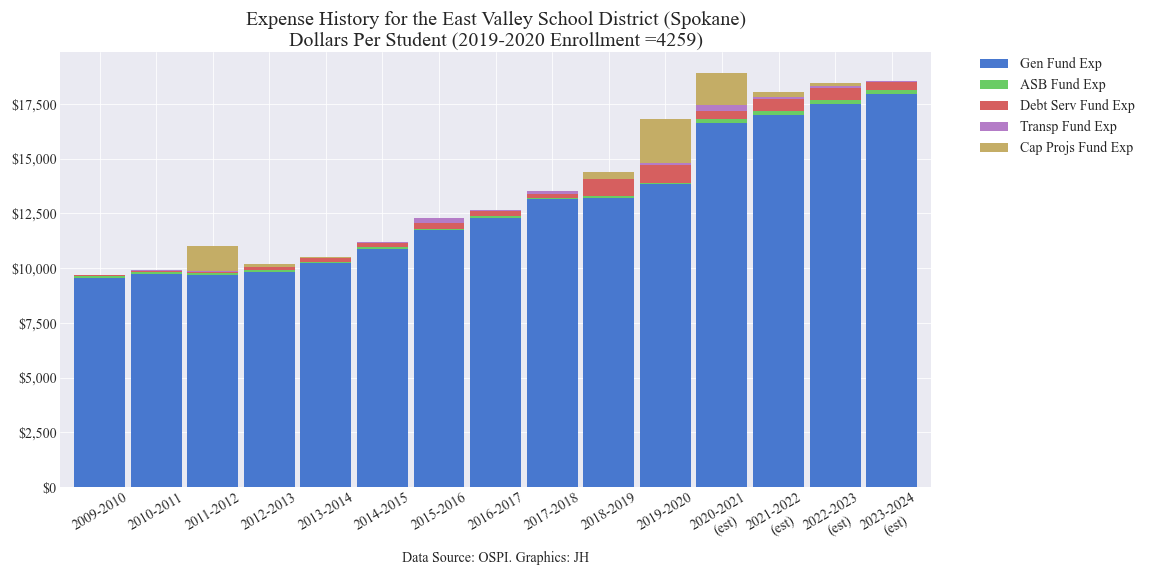 Expense History for the East Valley School District (Spokane)
Dollars Per Student (2019-2020 Enrollment =4259)
Gen Fund Exp
ASB Fund Exp
Debt Serv Fund Exp
Transp Fund Exp
Cap Projs Fund Exp
$17,500
$15,000
$12,500
$10,000
$7,500
$5,000
$2,500
$0
2009-2010
2010-2011
2011-2012
2012-2013
2013-2014
2014-2015
2015-2016
2016-2017
2017-2018
2018-2019
2019-2020
2020-2021
(est)
2021-2022
(est)
2022-2023
(est)
2023-2024
(est)
Data Source: OSPI. Graphics: JH